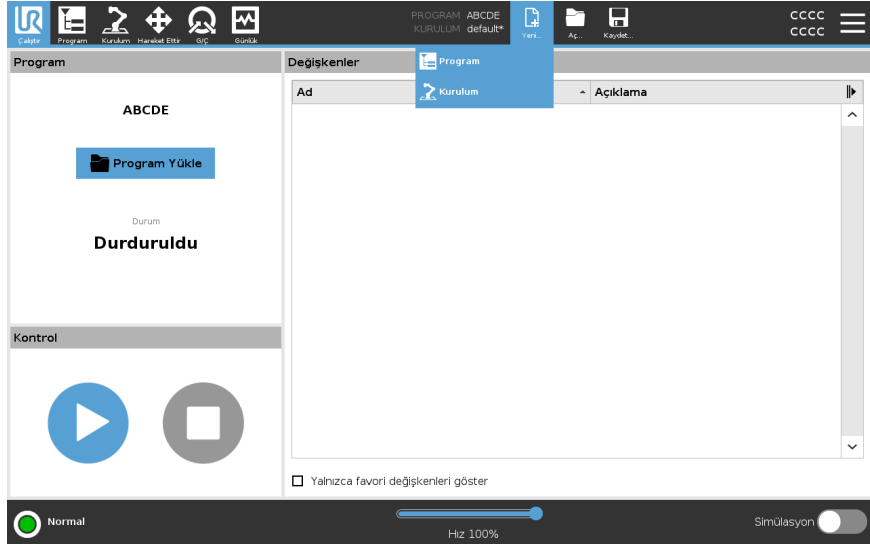 UR
Çalıştır Program Kurulum Hareket Ettir G/Ç Günlük
PROGRAM ABCDE
KURULUM default*
Yeni... Aç... Kaydet...
CCCC
CCCC
Program
Kurulum
Program
ABCDE
Program Yükle
Durum
Durduruldu
Kontrol
Değişkenler
Ad Açıklama
Yalnızca favori değişkenleri göster
Normal
Hız 100%
Simülasyon